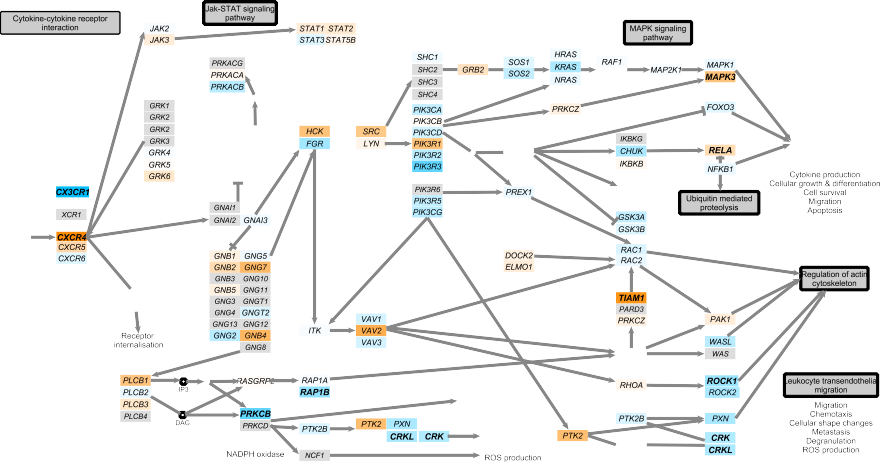 Cytokine-cytokine receptor
interaction
Jak-STAT signaling
pathway
MAPK signaling
pathway
JAK2
JAK3
STAT1 STAT2
STAT3 STAT5B
PRKACG
PRKACA
PRKACB
GRK1
GRK2
GRK2
GRK3
GRK4
GRK5
GRK6
CX3CR1
XCR1
CXCR4
CXCR5
CXCR6
GNAI1
GNAI2
GNAI3
HCK
FGR
SRC
LYN
SHC1
SHC2
SHC3
SHC4
GRB2
SOS1
SOS2
HRAS
KRAS
NRAS
RAF1
MAP2K1
MAPK1
MAPK3
PIK3CA
PIK3CB
PIK3CD
PIK3R1
PIK3R2
PIK3R3
PRKCZ
FOXO3
IKBKG
CHUK
IKBKB
RELA
NFKB1
Ubiquitin mediated
proteolysis
Cytokine production
Cellular growth & differentiation
Cell survival
Migration
Apoptosis
PIK3R6
PIK3R5
PIK3CG
PREX1
GSK3A
GSK3B
GNB1 GNG5
GNB2 GNG7
GNB3 GNG10
GNB5 GNG11
GNG3 GNGT1
GNG4 GNGT2
GNG13 GNG12
GNG2 GNB4
GNG8
DOCK2
ELMO1
RAC1
RAC2
Regulation of actin
cytoskeleton
TIAM1
PARD3
PRKCZ
PAK1
WASL
WAS
ITK
VAV1
VAV2
VAV3
Receptor
internalisation
PLCB1
PLCB2
PLCB3
PLCB4
IP3
DAG
RASGRP2
RAP1A
RAP1B
PRKCB
PRKCD
PTK2B
PTK2 PXN
CRKL CRK
NADPH oxidase
NCF1
ROS production
PTK2
RHOA
ROCK1
ROCK2
PTK2B
PXN
CRK
CRKL
Leukocyte transendothelial
migration
Migration
Chemotaxis
Cellular shape changes
Metastasis
Degranulation
ROS production